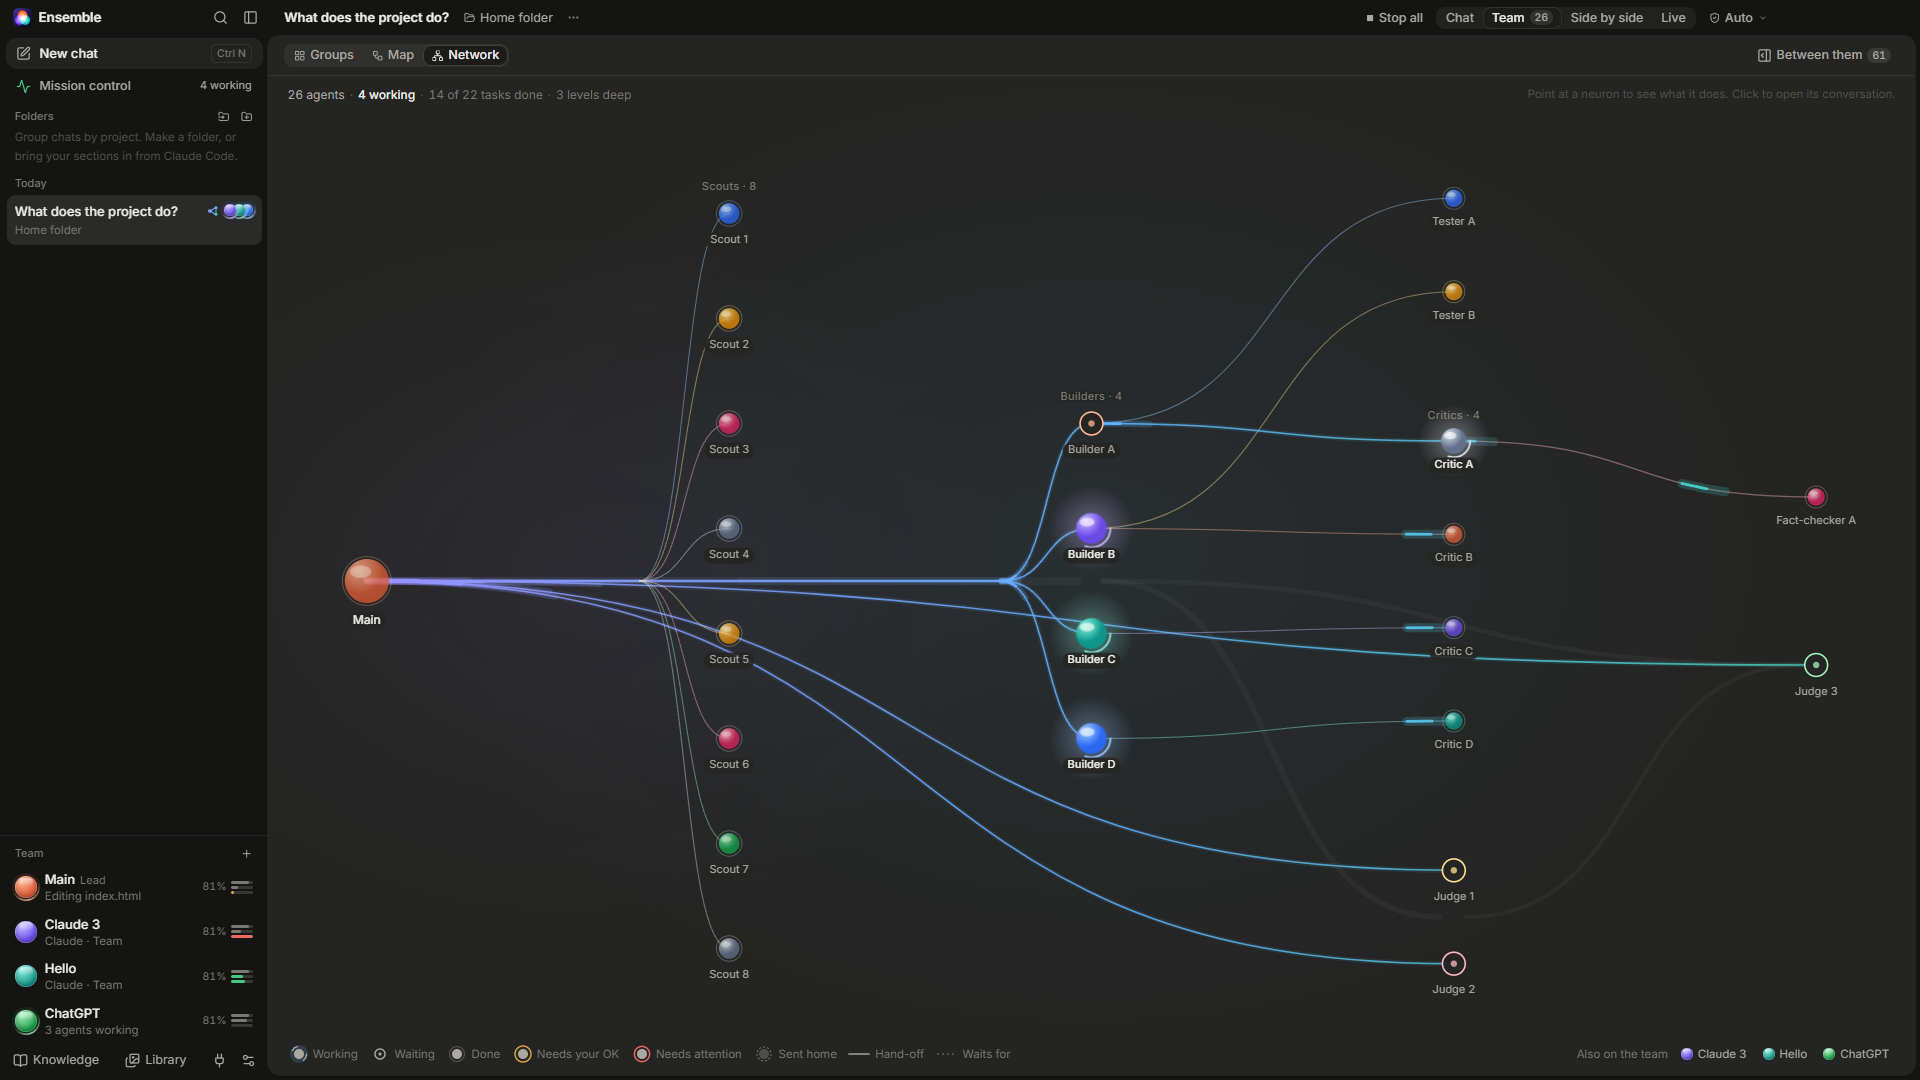 Ensemble
What does the project do?
Home folder
Stop all
Chat
Team 26
Side by side
Live
Auto
New chat
Ctrl N
Mission control
4 working
Folders
Group chats by project. Make a folder, or
bring your sections in from Claude Code.
Today
What does the project do?
Home folder
Groups
Map
Network
Between them 61
26 agents · 4 working · 14 of 22 tasks done · 3 levels deep
Point at a neuron to see what it does. Click to open its conversation.
Scouts · 8
Scout 1
Scout 2
Scout 3
Scout 4
Scout 5
Scout 6
Scout 7
Scout 8
Main
Builders · 4
Builder A
Builder B
Builder C
Builder D
Tester A
Tester B
Critics · 4
Critic A
Critic B
Critic C
Critic D
Fact-checker A
Judge 3
Judge 1
Judge 2
Team
Main Lead
Editing index.html
81%
Claude 3
Claude · Team
81%
Hello
Claude · Team
81%
ChatGPT
3 agents working
81%
Knowledge
Library
Working
Waiting
Done
Needs your OK
Needs attention
Sent home
Hand-off
Waits for
Also on the team
Claude 3
Hello
ChatGPT